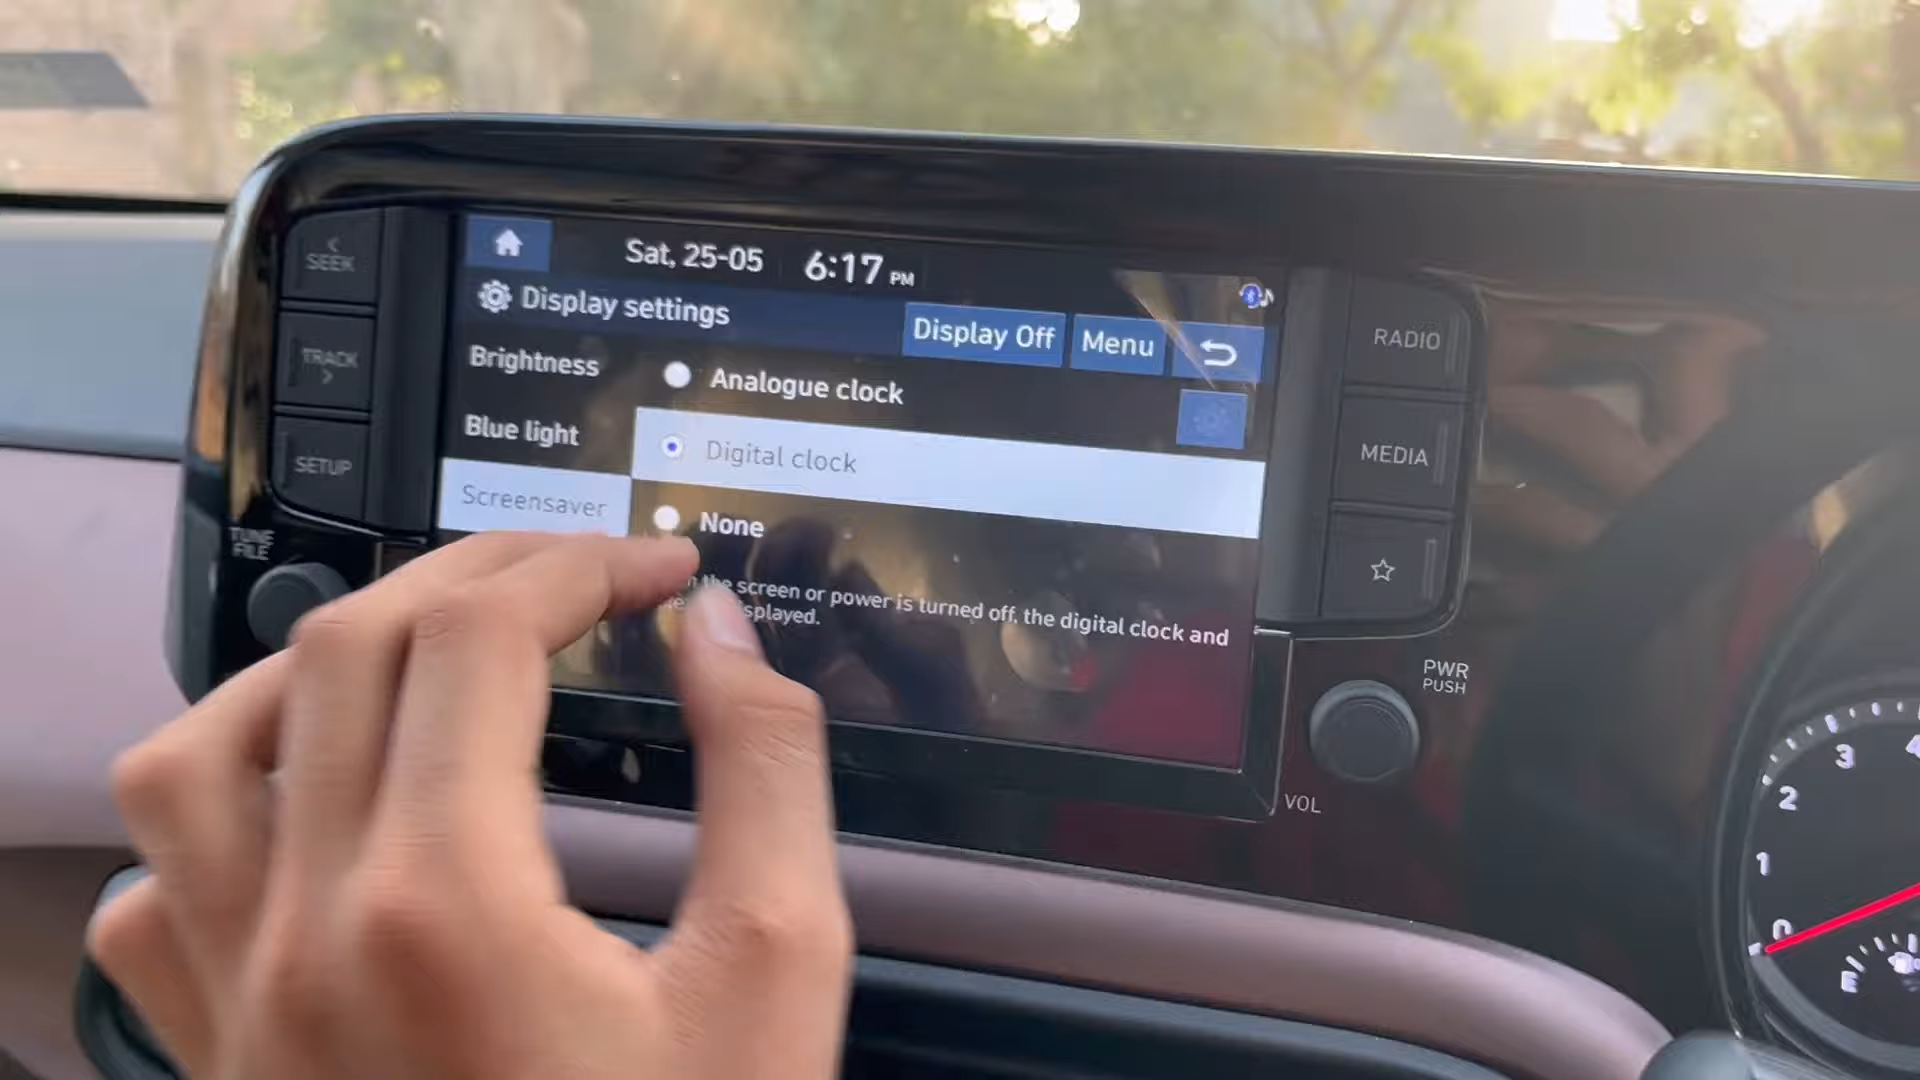 <
SEEK
TRACK
>
SETUP
TUNE
FILE
Sat, 25-05
6:17 PM
Display settings
Display Off
Menu
Brightness
Blue light
Screensaver
Analogue clock
Digital clock
None
the screen or power is turned off, the digital clock and
RADIO
MEDIA
PWR
PUSH
VOL
4
3
2
1
0
E